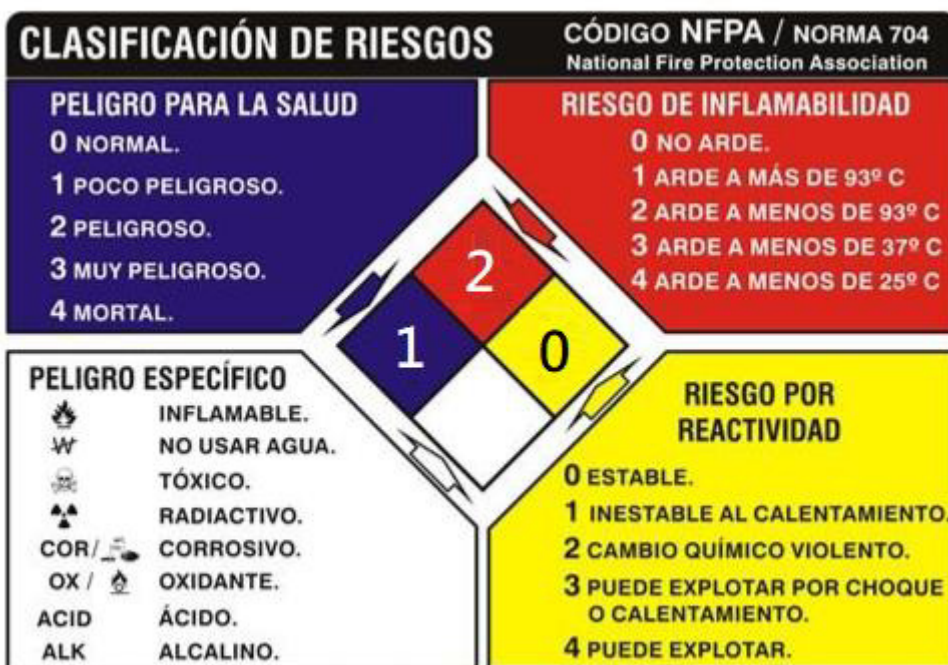 CLASIFICACIÓN DE RIESGOS
CÓDIGO NFPA / NORMA 704
National Fire Protection Association
PELIGRO PARA LA SALUD
0 NORMAL.
1 POCO PELIGROSO.
2 PELIGROSO.
3 MUY PELIGROSO.
4 MORTAL.
RIESGO DE INFLAMABILIDAD
0 NO ARDE.
1 ARDE A MÁS DE 93º C
2 ARDE A MENOS DE 93º C
3 ARDE A MENOS DE 37º C
4 ARDE A MENOS DE 25º C
2
1
0
PELIGRO ESPECÍFICO
INFLAMABLE.
W NO USAR AGUA.
TÓXICO.
RADIACTIVO.
COR/ CORROSIVO.
OX / OXIDANTE.
ACID ÁCIDO.
ALK ALCALINO.
RIESGO POR
REACTIVIDAD
0 ESTABLE.
1 INESTABLE AL CALENTAMIENTO.
2 CAMBIO QUÍMICO VIOLENTO.
3 PUEDE EXPLOTAR POR CHOQUE
O CALENTAMIENTO.
4 PUEDE EXPLOTAR.